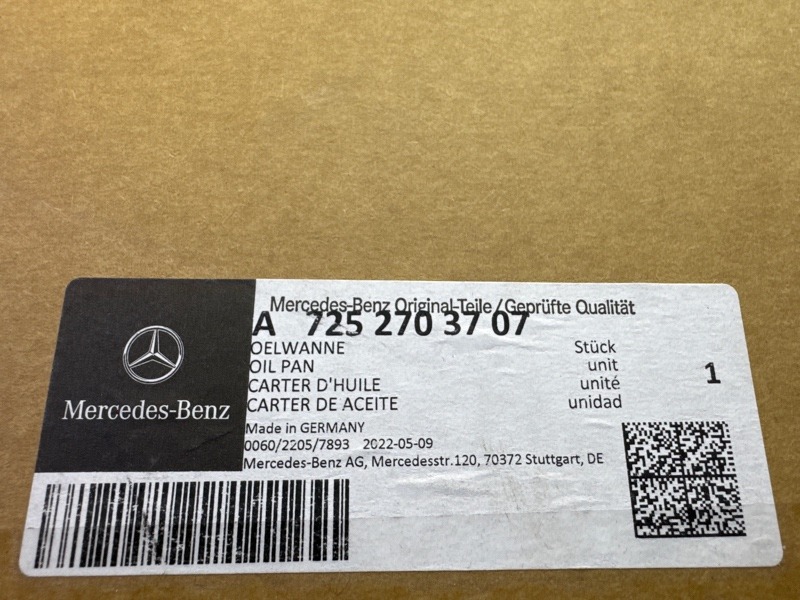 Mercedes-Benz Original-Teile/Geprüfte Qualität
A 725 270 37 07
OELWANNE Stück
OIL PAN unit
CARTER D'HUILE unité
CARTER DE ACEITE unidad
1
Mercedes-Benz
Made in GERMANY
0060/2205/7893 2022-05-09
Mercedes-Benz AG, Mercedesstr.120, 70372 Stuttgart, DE